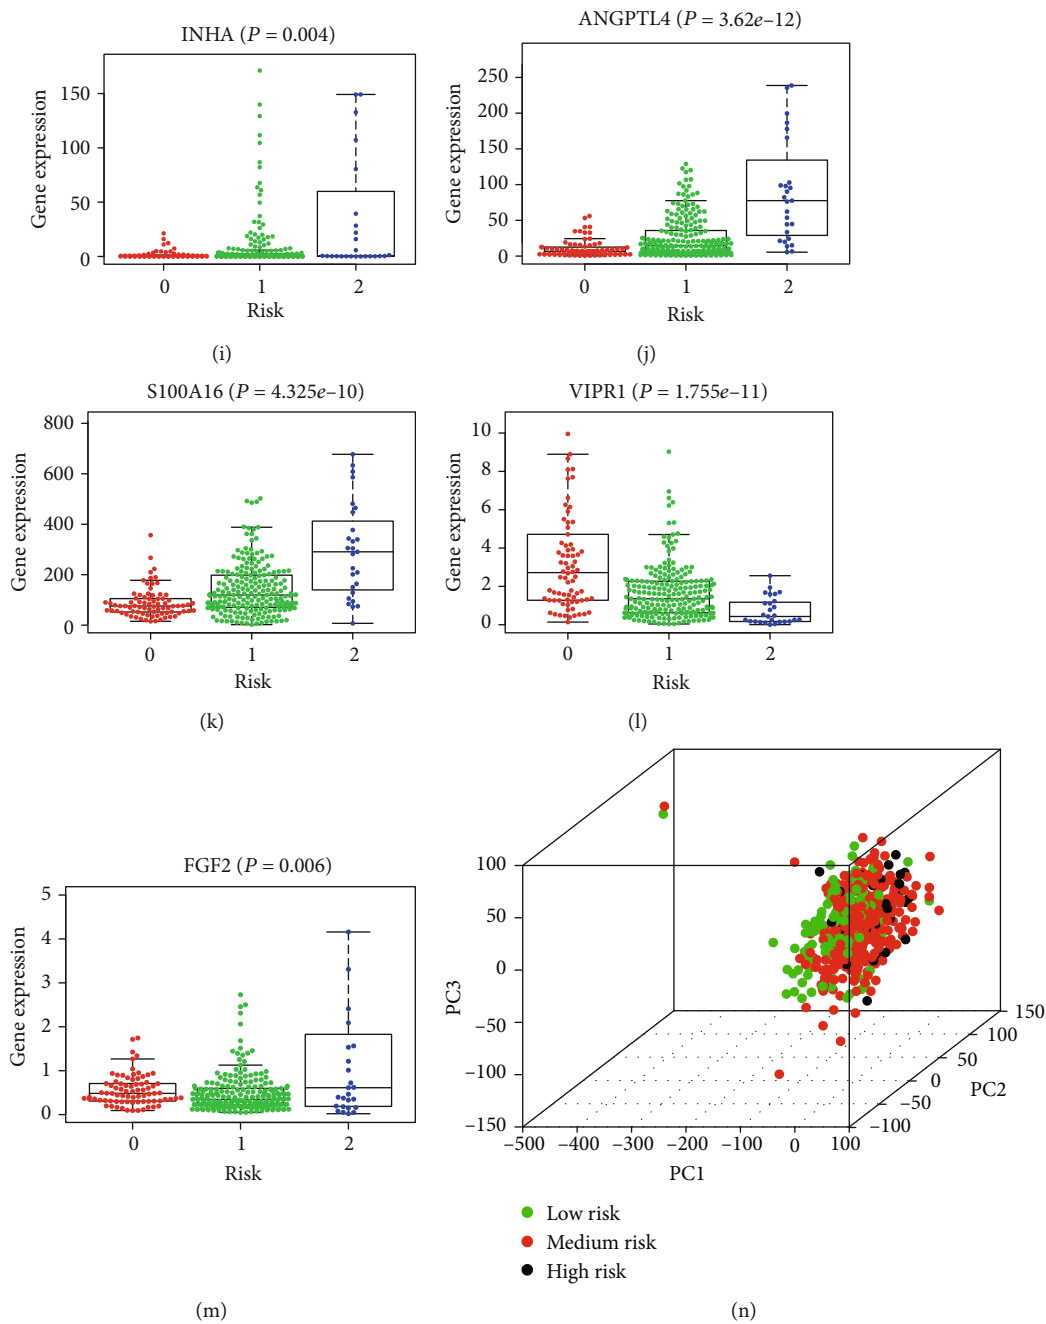 INHA (P = 0.004)
Gene expression
150
100
50
0
0 1 2
Risk
(i)
ANGPTL4 (P = 3.62e–12)
Gene expression
250
200
150
100
50
0
0 1 2
Risk
(j)
S100A16 (P = 4.325e–10)
Gene expression
800
600
400
200
0
0 1 2
Risk
(k)
VIPR1 (P = 1.755e–11)
Gene expression
10
8
6
4
2
0
0 1 2
Risk
(l)
FGF2 (P = 0.006)
Gene expression
5
4
3
2
1
0
0 1 2
Risk
(m)
PC3
100
50
0
−50
−100
−150
−500 −400 −300 −200 −100 0 100
PC1
150
100
50
0
−50
−100
PC2
Low risk
Medium risk
High risk
(n)